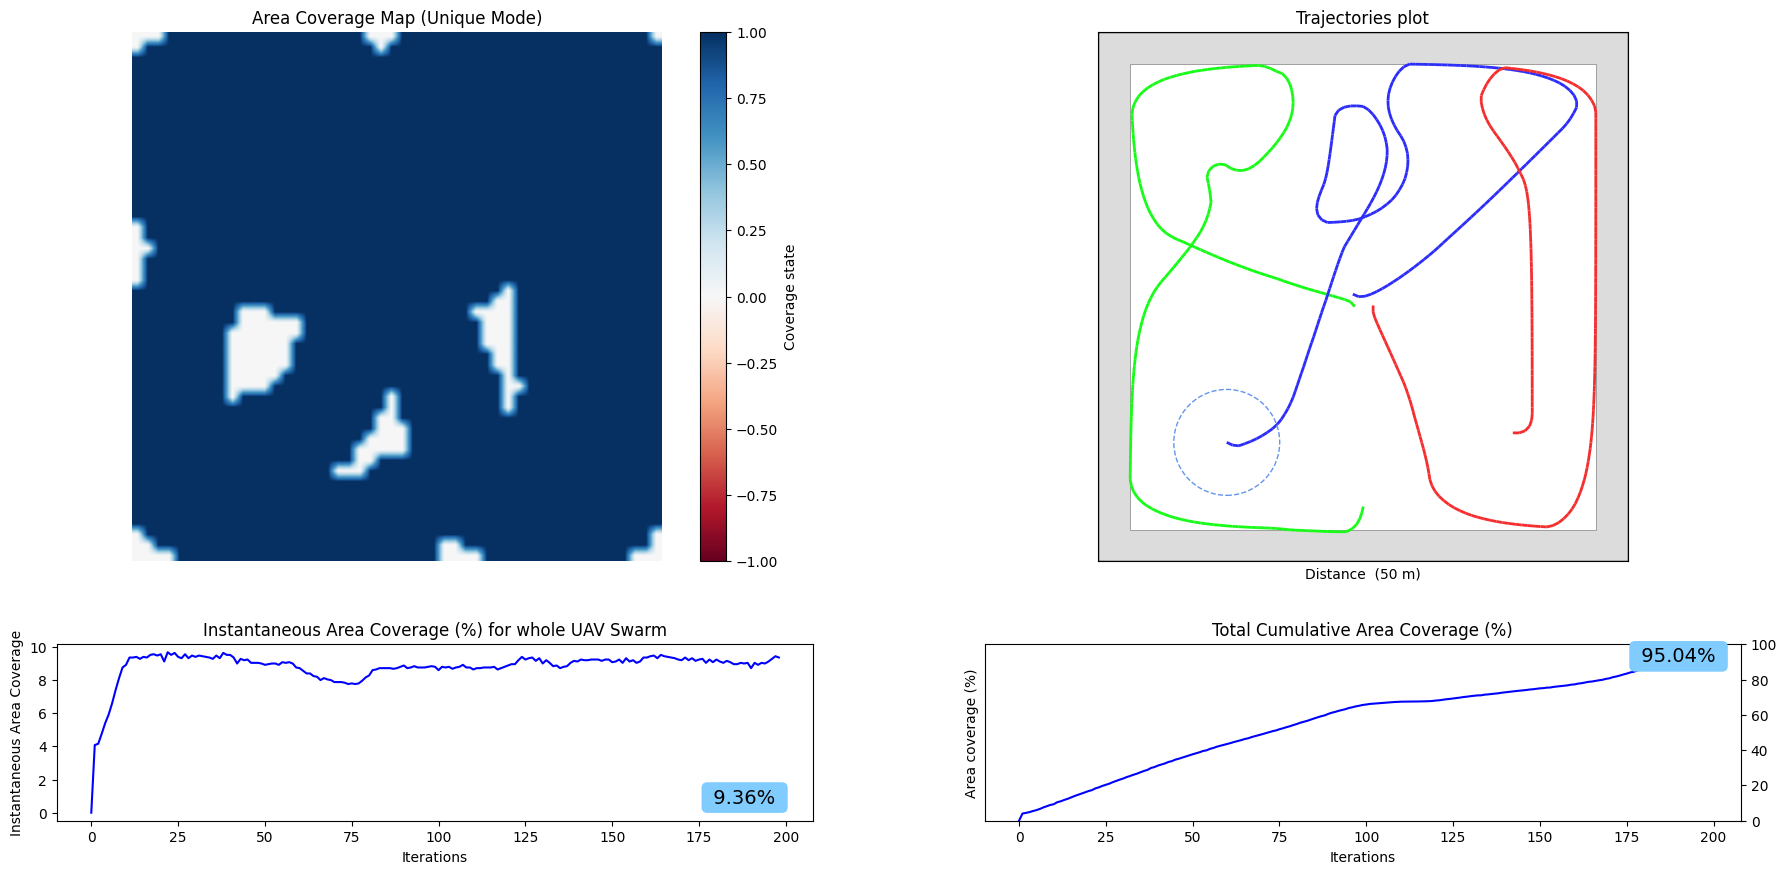 Area Coverage Map (Unique Mode)
1.00
0.75
0.50
0.25
0.00
−0.25
−0.50
−0.75
−1.00
Coverage state
Trajectories plot
Distance  (50 m)
Instantaneous Area Coverage (%) for whole UAV Swarm
Instantaneous Area Coverage
10
8
6
4
2
0
9.36%
0 25 50 75 100 125 150 175 200
Iterations
Total Cumulative Area Coverage (%)
Area coverage (%)
95.04%
100
80
60
40
20
0
0 25 50 75 100 125 150 175 200
Iterations